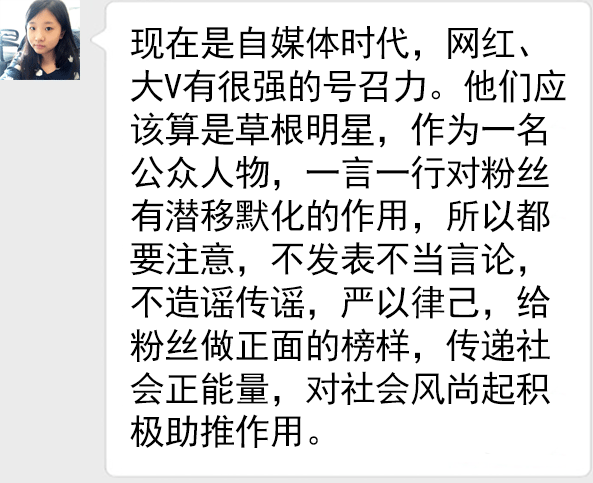 现在是自媒体时代，网红、
大V有很强的号召力。他们应
该算是草根明星，作为一名
公众人物，一言一行对粉丝
有潜移默化的作用，所以都
要注意，不发表不当言论，
不造谣传谣，严以律己，给
粉丝做正面的榜样，传递社
会正能量，对社会风尚起积
极助推作用。